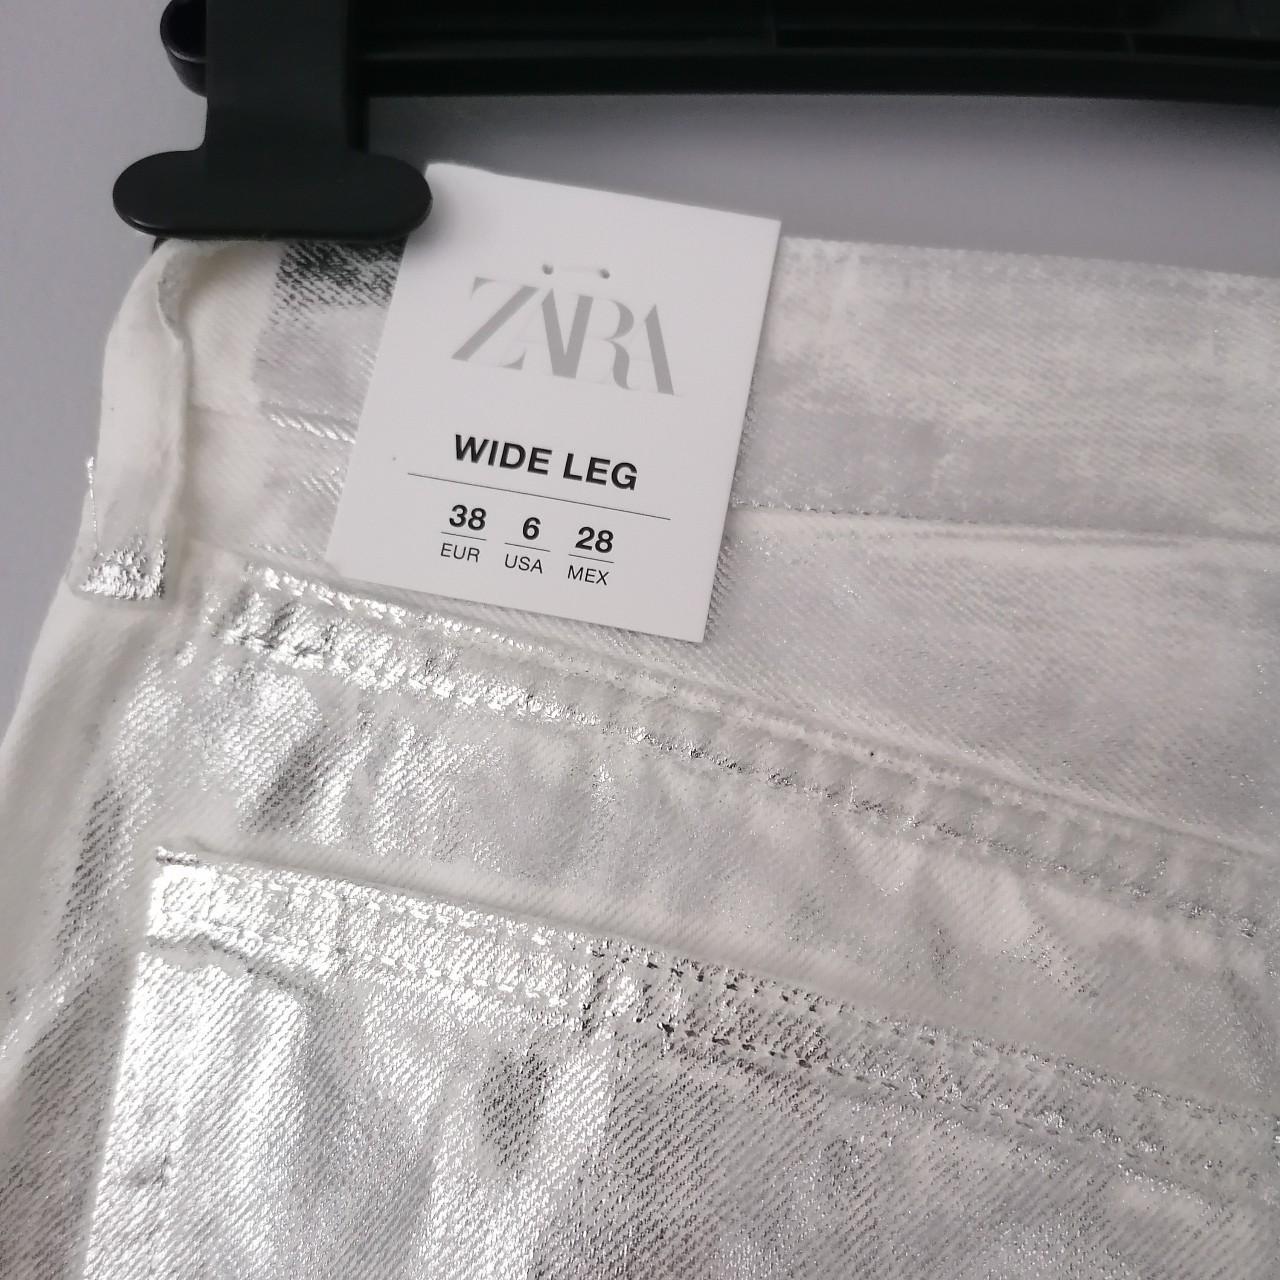 ZARA
WIDE LEG
38 6 28
EUR USA MEX